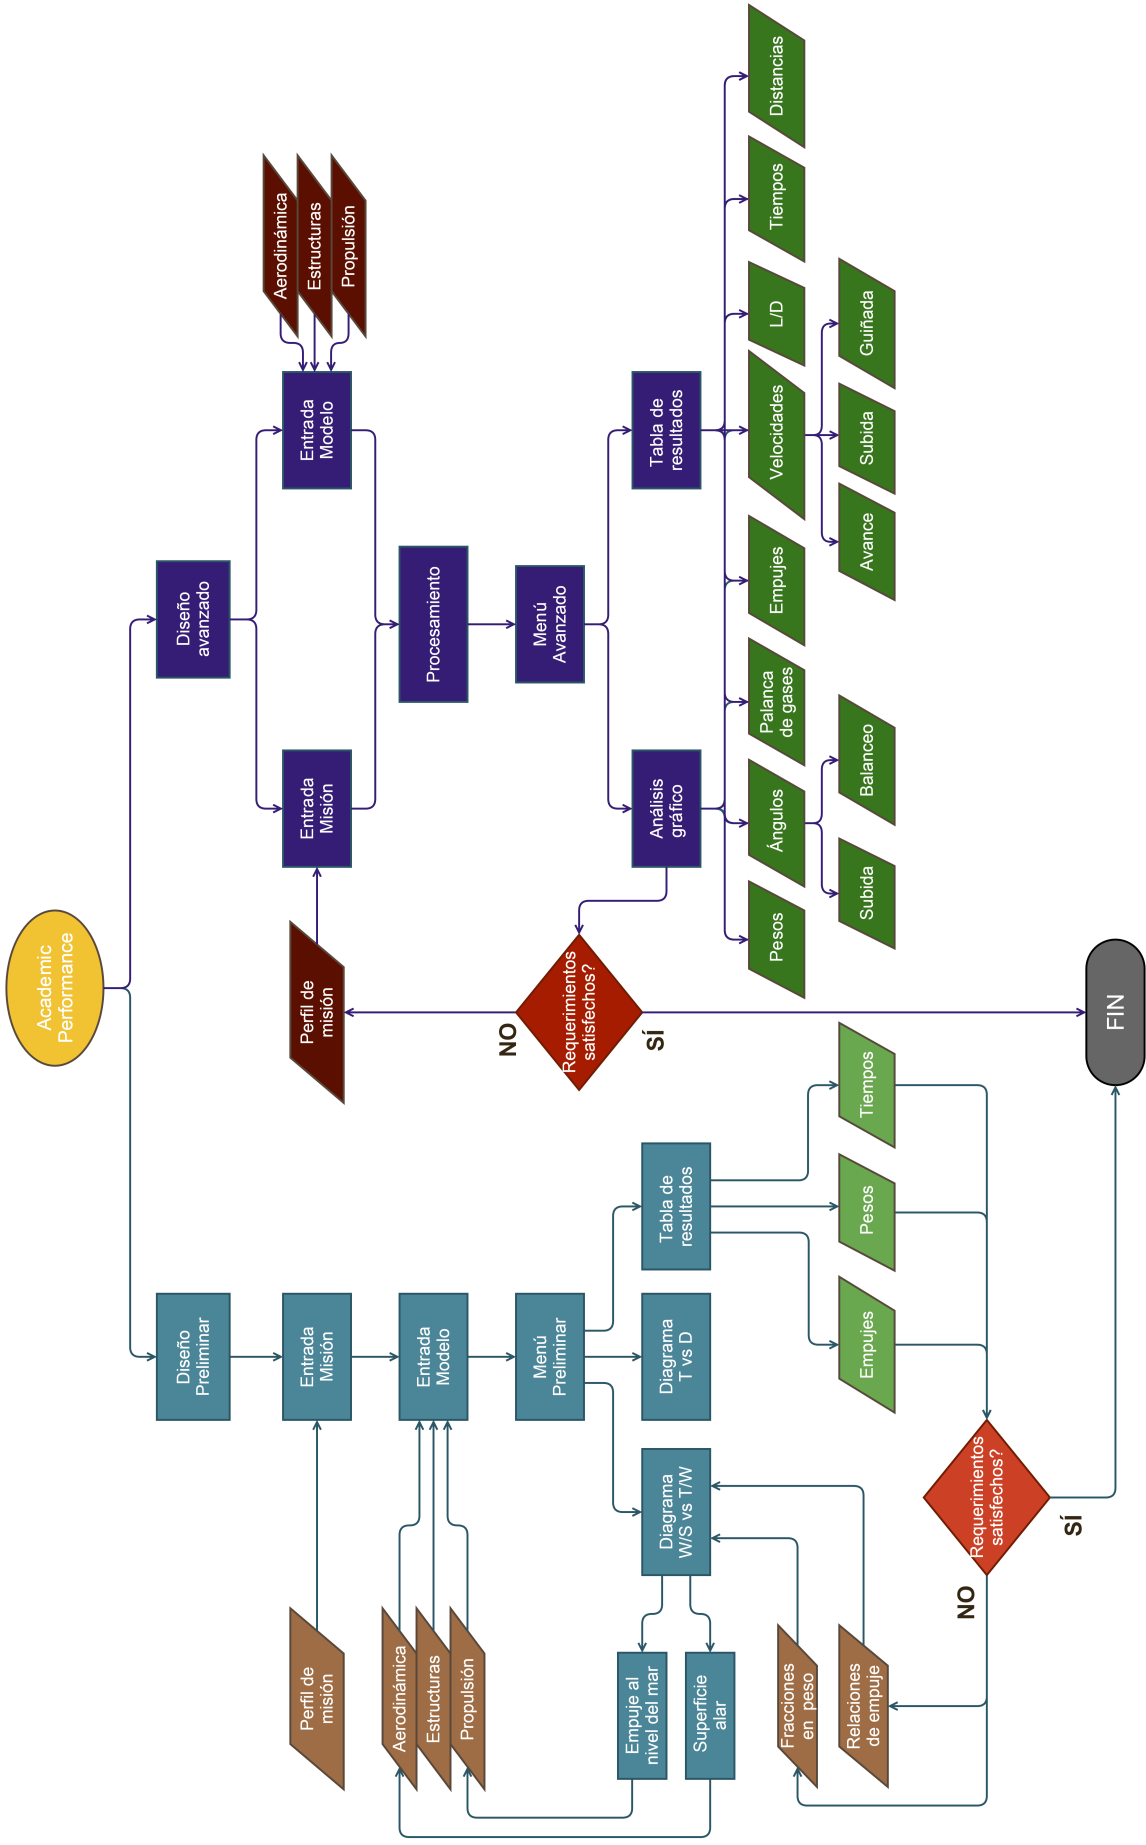 Academic
Performance
Diseño
Preliminar
Diseño
avanzado
Perfil de
misión
Entrada
Misión
Perfil de
misión
Entrada
Misión
Entrada
Modelo
Aerodinámica
Estructuras
Propulsión
Aerodinámica
Estructuras
Propulsión
Entrada
Modelo
Procesamiento
Menú
Preliminar
NO
Requerimientos
satisfechos?
SÍ
Menú
Avanzado
Empuje al
nivel del mar
Superficie
alar
Diagrama
W/S vs T/W
Diagrama
T vs D
Tabla de
resultados
Análisis
gráfico
Tabla de
resultados
Fracciones
en peso
Relaciones
de empuje
Pesos
Ángulos
Palanca
de gases
Empujes
Velocidades
L/D
Tiempos
Distancias
Empujes
Pesos
Tiempos
Subida
Balanceo
Avance
Subida
Guiñada
NO
Requerimientos
satisfechos?
SÍ
FIN